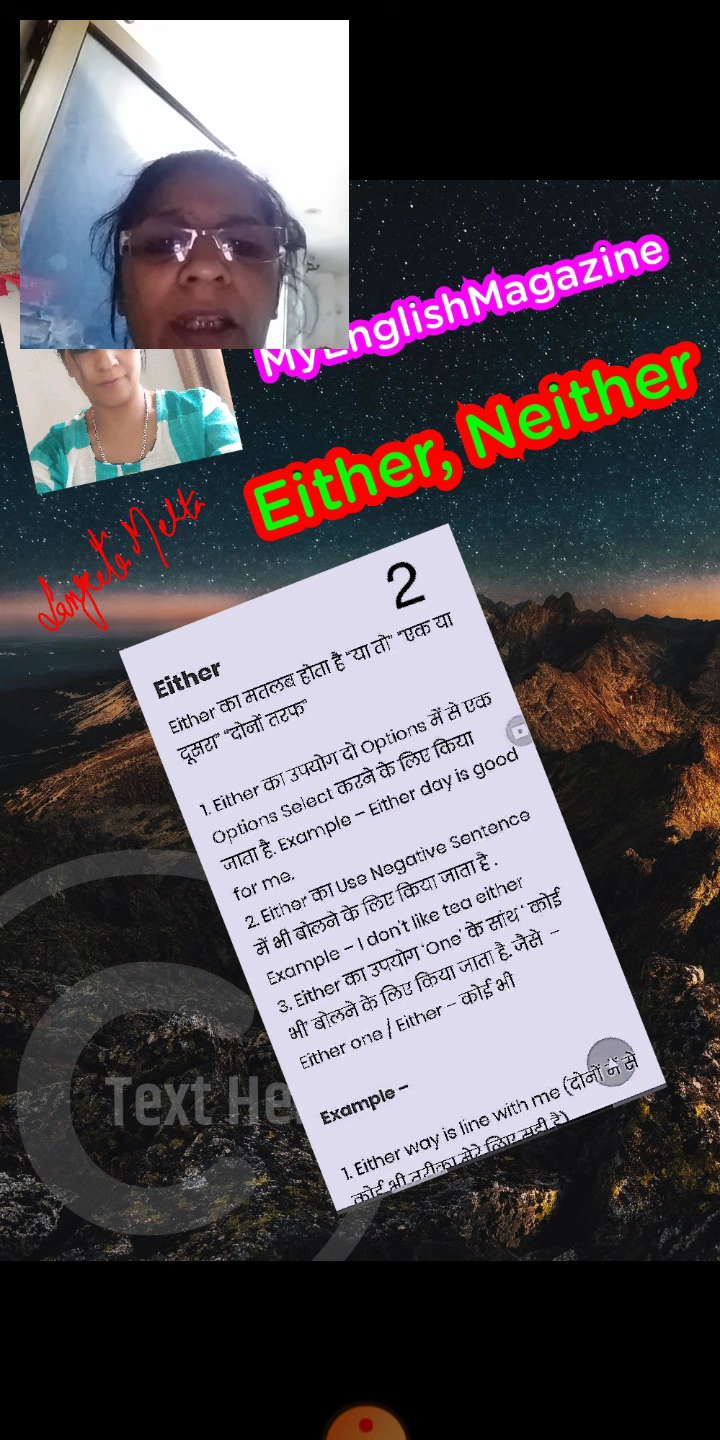 MyEnglishMagazine
Either, Neither
2
Either
Either का मतलब होता है "या तो" "एक या
दूसरा" "दोनों तरफ"
1. Either का उपयोग दो Options में से एक
Options Select करने के लिए किया
जाता है. Example – Either day is good
for me.
2. Either का Use Negative Sentence
में भी बोलने के लिए किया जाता है .
Example – I don't like tea either
3. Either का उपयोग 'One' के सांथ ' कोई
भी' बोलने के लिए किया जाता है. जैसे –
Either one / Either – कोई भी
Example –
1. Either way is line with me (दोनों में से
कोई भी तरीका मेरे लिए सही है)